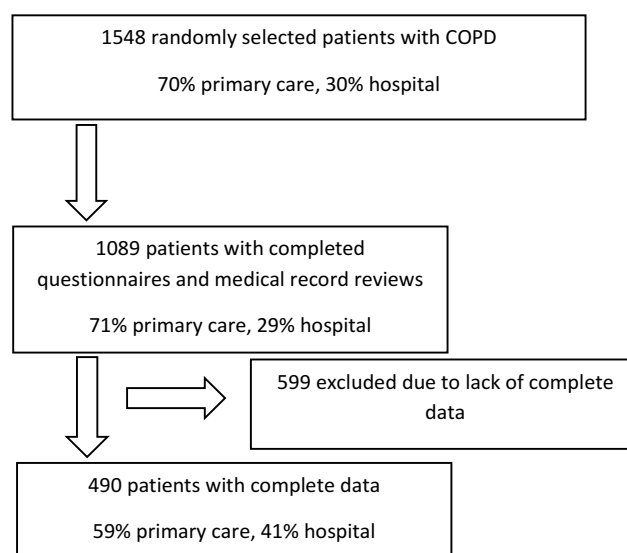 1548 randomly selected patients with COPD
70% primary care, 30% hospital
1089 patients with completed
questionnaires and medical record reviews
71% primary care, 29% hospital
599 excluded due to lack of complete
data
490 patients with complete data
59% primary care, 41% hospital